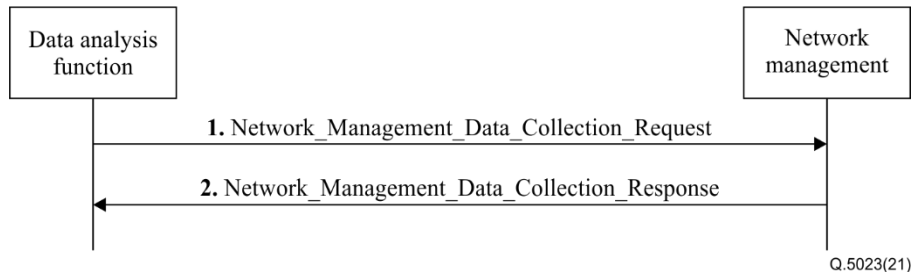 Data analysis
function
Network
management
1. Network_Management_Data_Collection_Request
2. Network_Management_Data_Collection_Response
Q.5023(21)